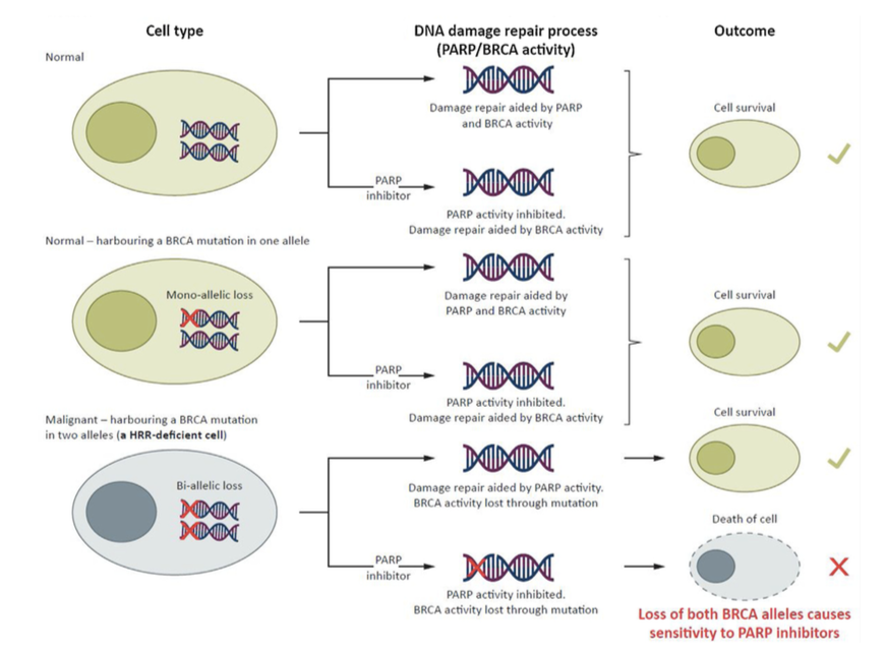 Cell type
DNA damage repair process
(PARP/BRCA activity)
Outcome
Normal
Damage repair aided by PARP
and BRCA activity
PARP
inhibitor
PARP activity inhibited.
Damage repair aided by BRCA activity
Cell survival
Normal – harbouring a BRCA mutation in one allele
Mono-allelic loss
Damage repair aided by
PARP and BRCA activity
PARP
inhibitor
PARP activity inhibited.
Damage repair aided by BRCA activity
Cell survival
Malignant – harbouring a BRCA mutation
in two alleles (a HRR-deficient cell)
Bi-allelic loss
Damage repair aided by PARP activity.
BRCA activity lost through mutation
Cell survival
PARP
inhibitor
PARP activity inhibited.
BRCA activity lost through mutation
Death of cell
Loss of both BRCA alleles causes
sensitivity to PARP inhibitors